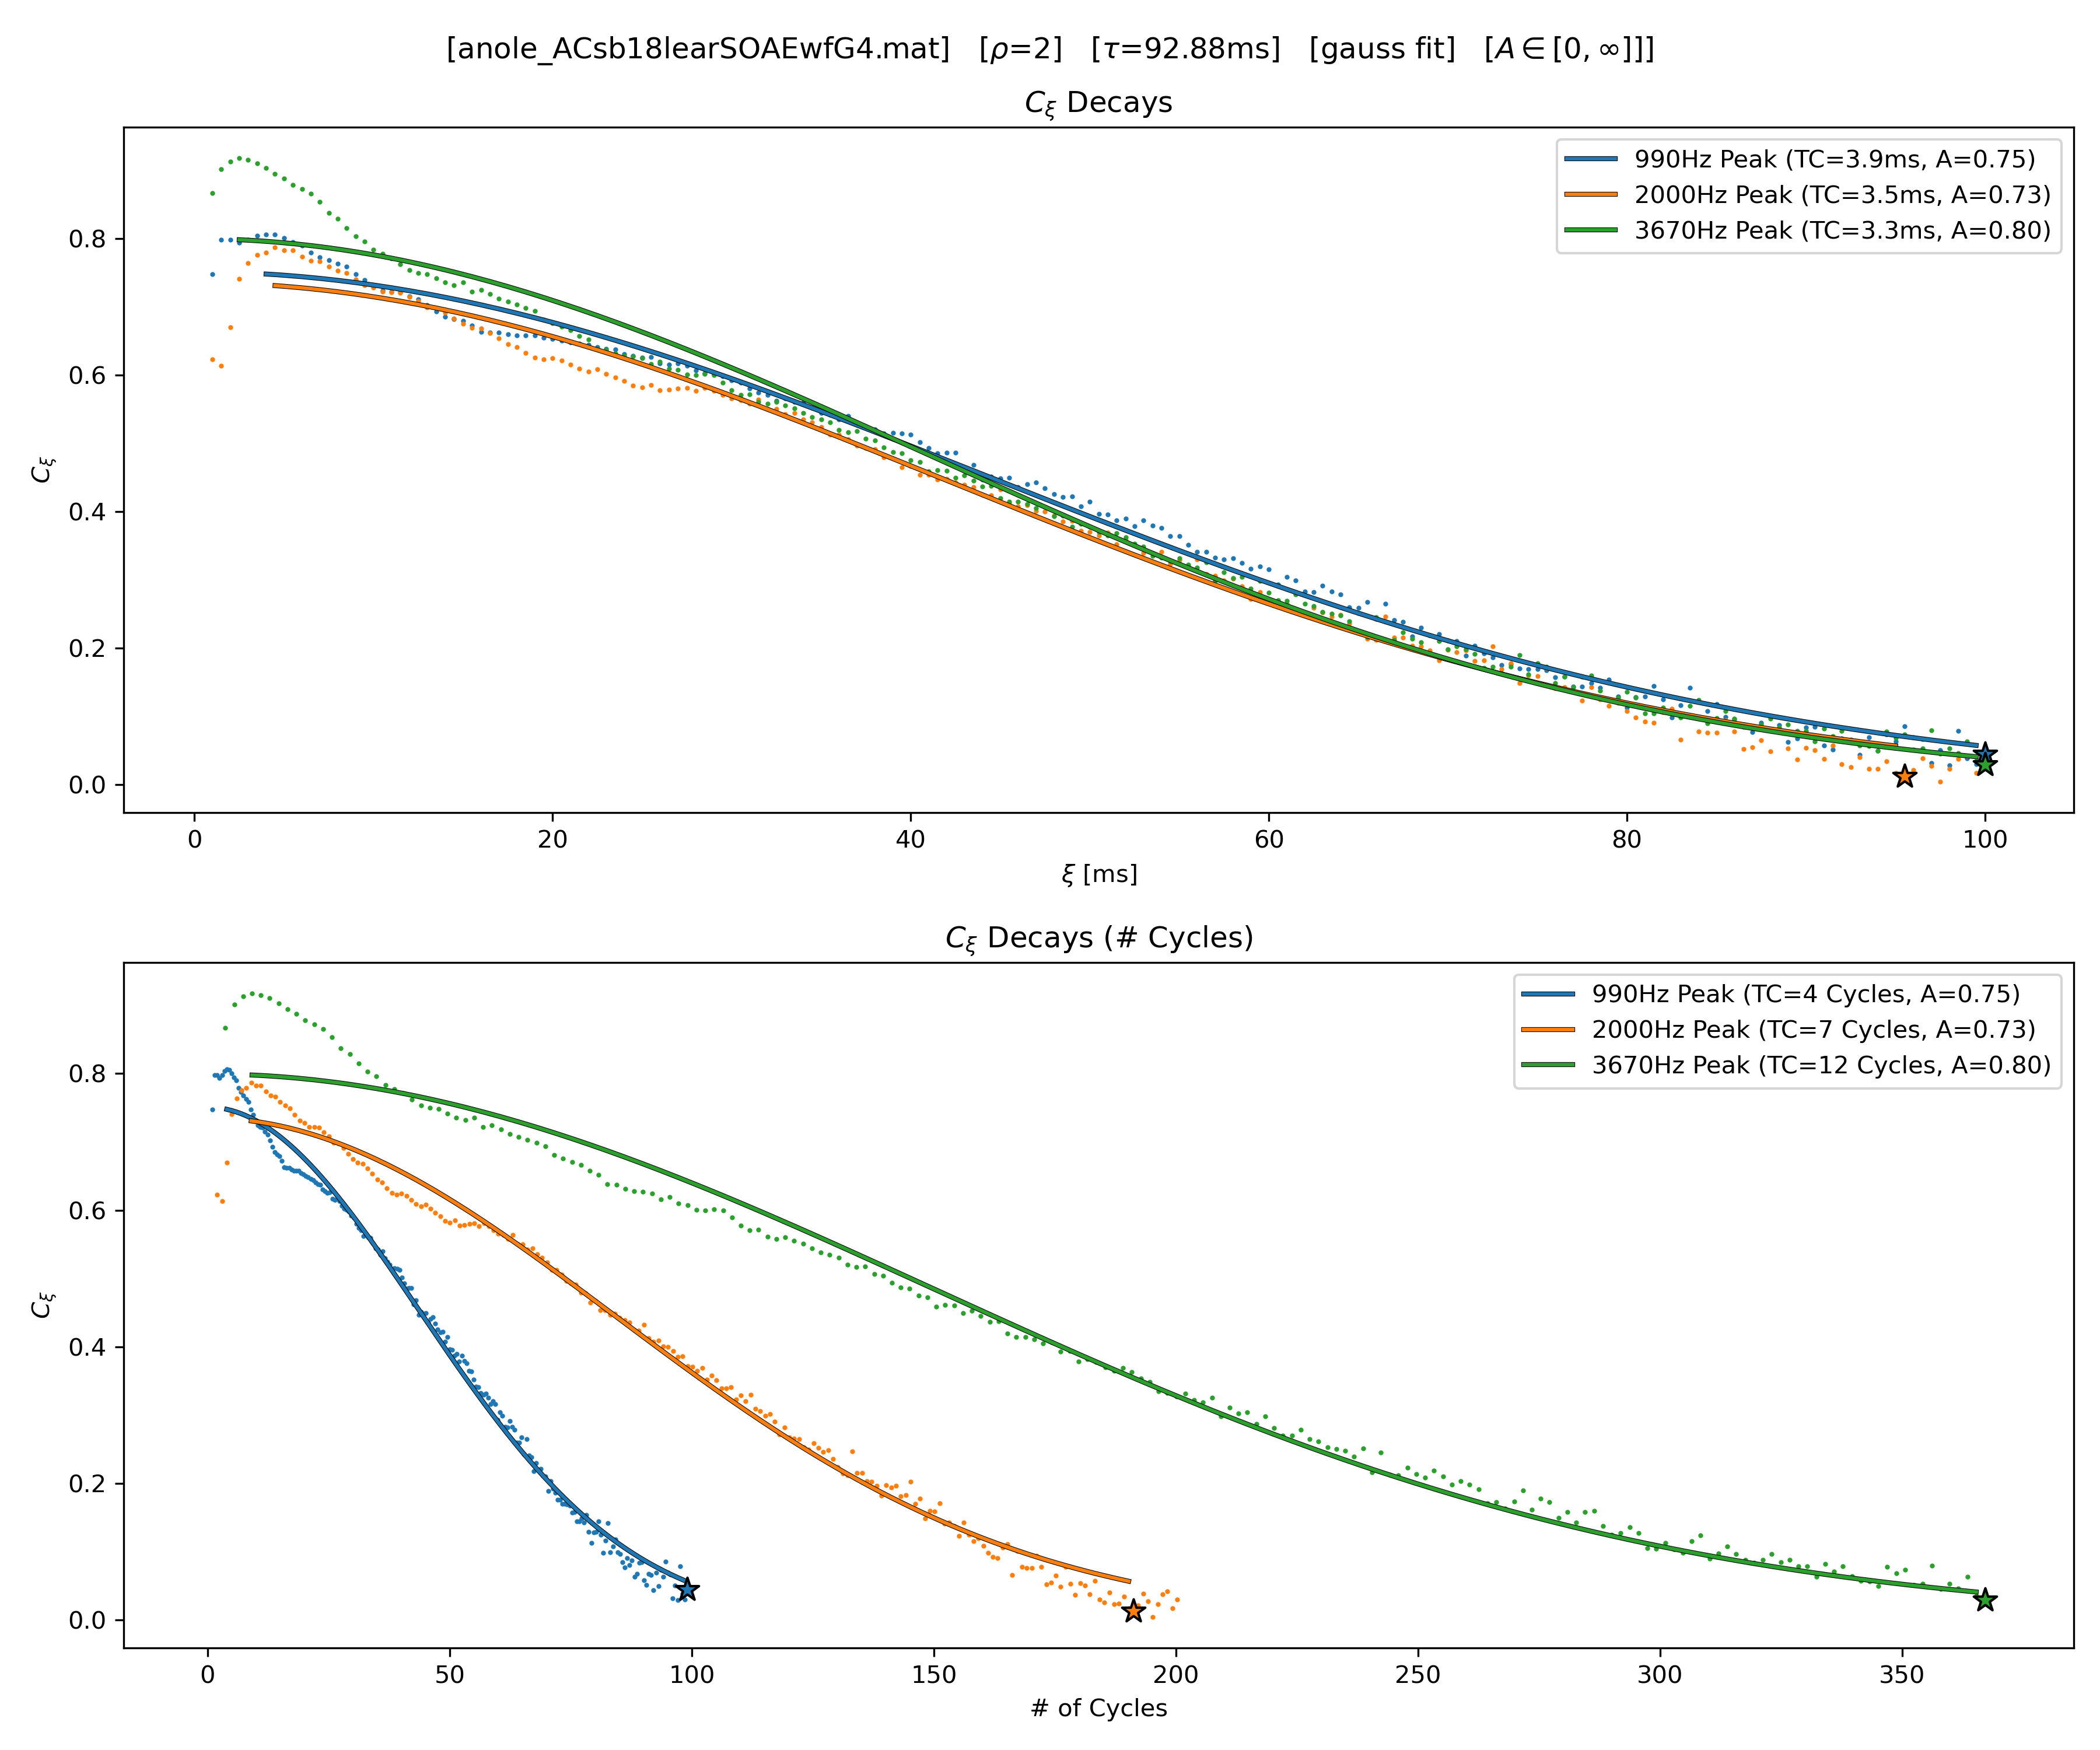 [anole_ACsb18learSOAEwfG4.mat]   [ρ=2]   [τ=92.88ms]   [gauss fit]   [A ∈ [0, ∞]]]
C_ξ Decays
990Hz Peak (TC=3.9ms, A=0.75)
2000Hz Peak (TC=3.5ms, A=0.73)
3670Hz Peak (TC=3.3ms, A=0.80)
C_ξ
0.8
0.6
0.4
0.2
0.0
0 20 40 60 80 100
ξ [ms]
C_ξ Decays (# Cycles)
990Hz Peak (TC=4 Cycles, A=0.75)
2000Hz Peak (TC=7 Cycles, A=0.73)
3670Hz Peak (TC=12 Cycles, A=0.80)
C_ξ
0.8
0.6
0.4
0.2
0.0
0 50 100 150 200 250 300 350
# of Cycles